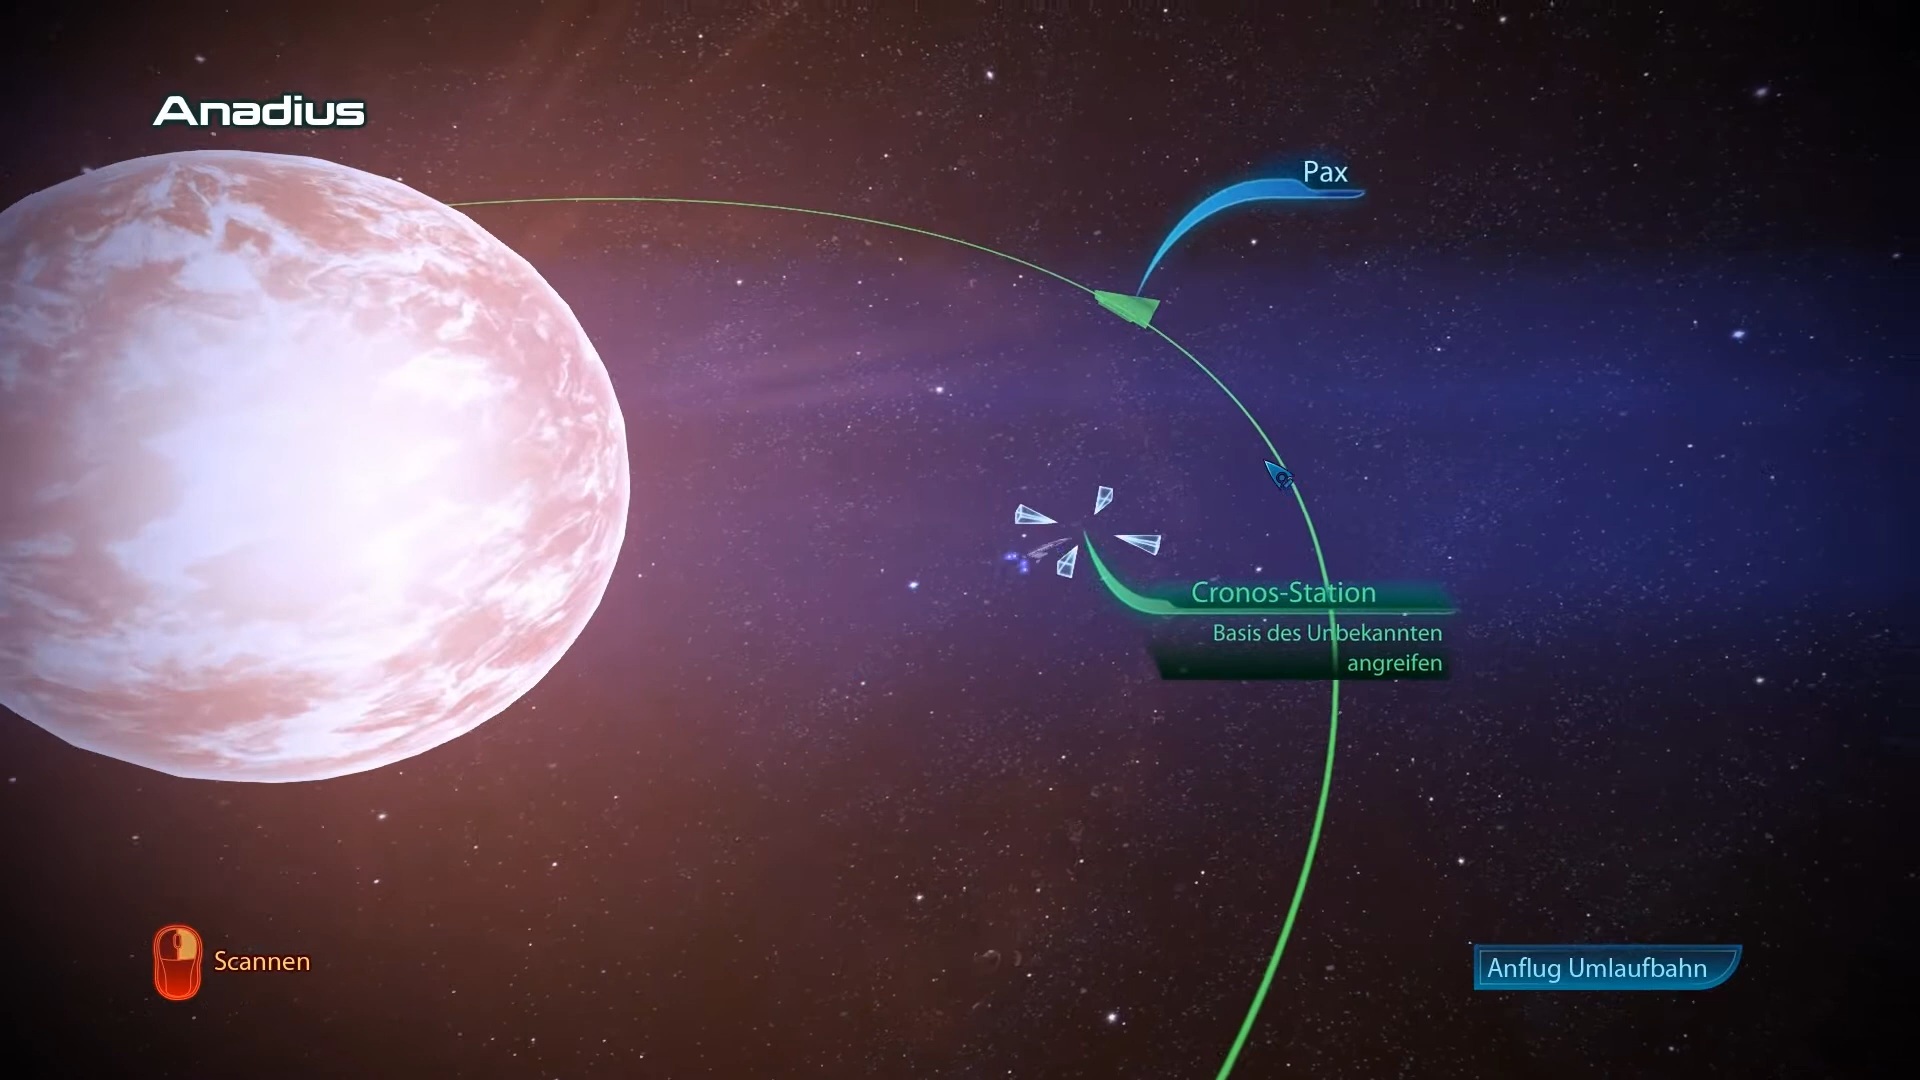 Anadius
Pax
Cronos-Station
Basis des Unbekannten
angreifen
Scannen
Anflug Umlaufbahn